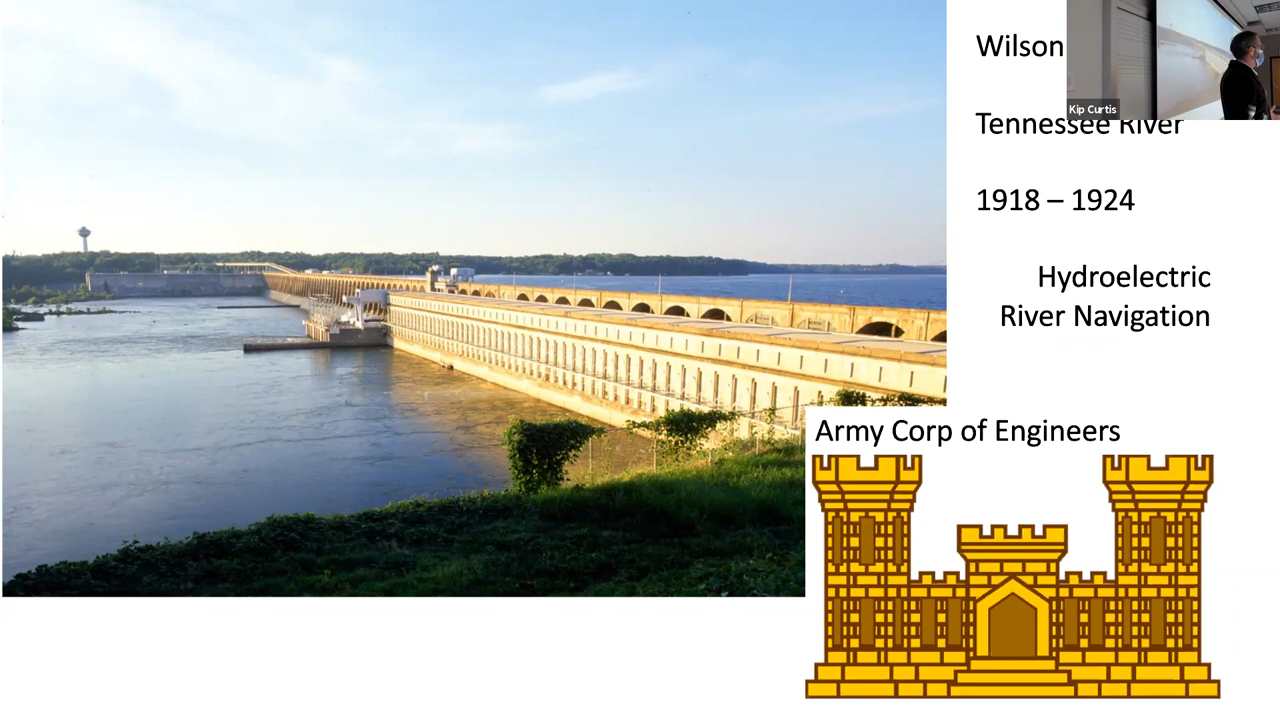 Wilson
Kip Curtis
Tennessee River
1918 – 1924
Hydroelectric
River Navigation
Army Corp of Engineers